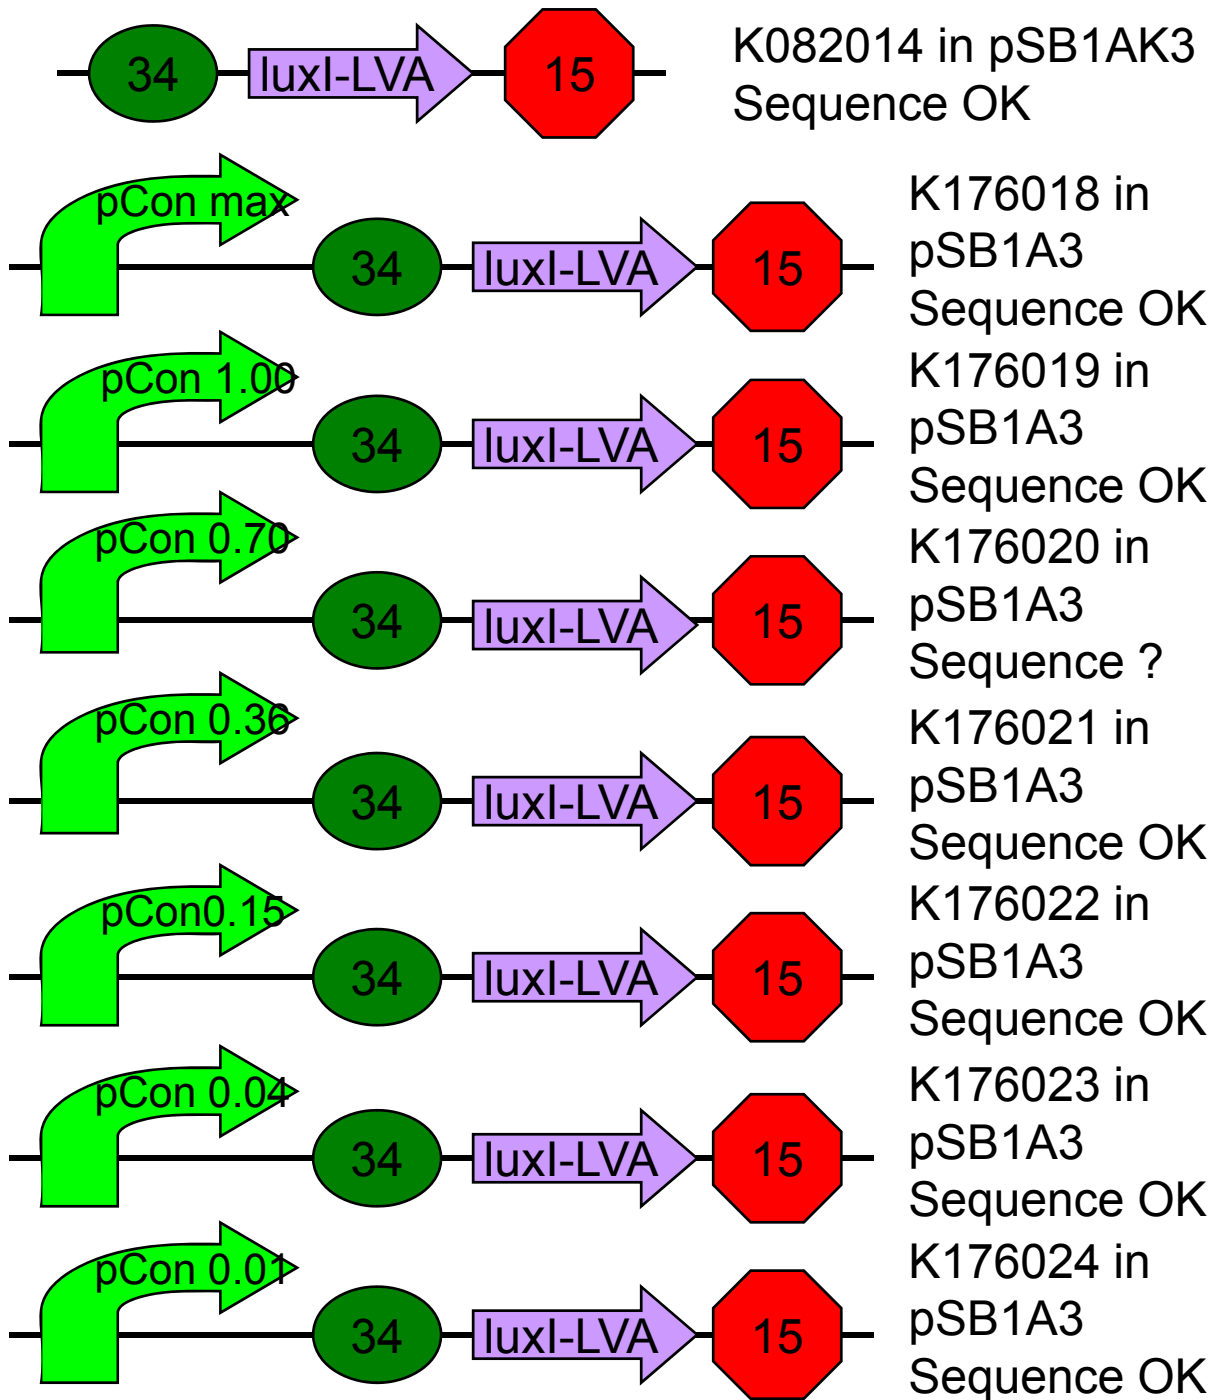 34 luxI-LVA 15 K082014 in pSB1AK3
Sequence OK
pCon max
34 luxI-LVA 15
K176018 in
pSB1A3
Sequence OK
pCon 1.00
34 luxI-LVA 15
K176019 in
pSB1A3
Sequence OK
pCon 0.70
34 luxI-LVA 15
K176020 in
pSB1A3
Sequence ?
pCon 0.36
34 luxI-LVA 15
K176021 in
pSB1A3
Sequence OK
pCon0.15
34 luxI-LVA 15
K176022 in
pSB1A3
Sequence OK
pCon 0.04
34 luxI-LVA 15
K176023 in
pSB1A3
Sequence OK
pCon 0.01
34 luxI-LVA 15
K176024 in
pSB1A3
Sequence OK